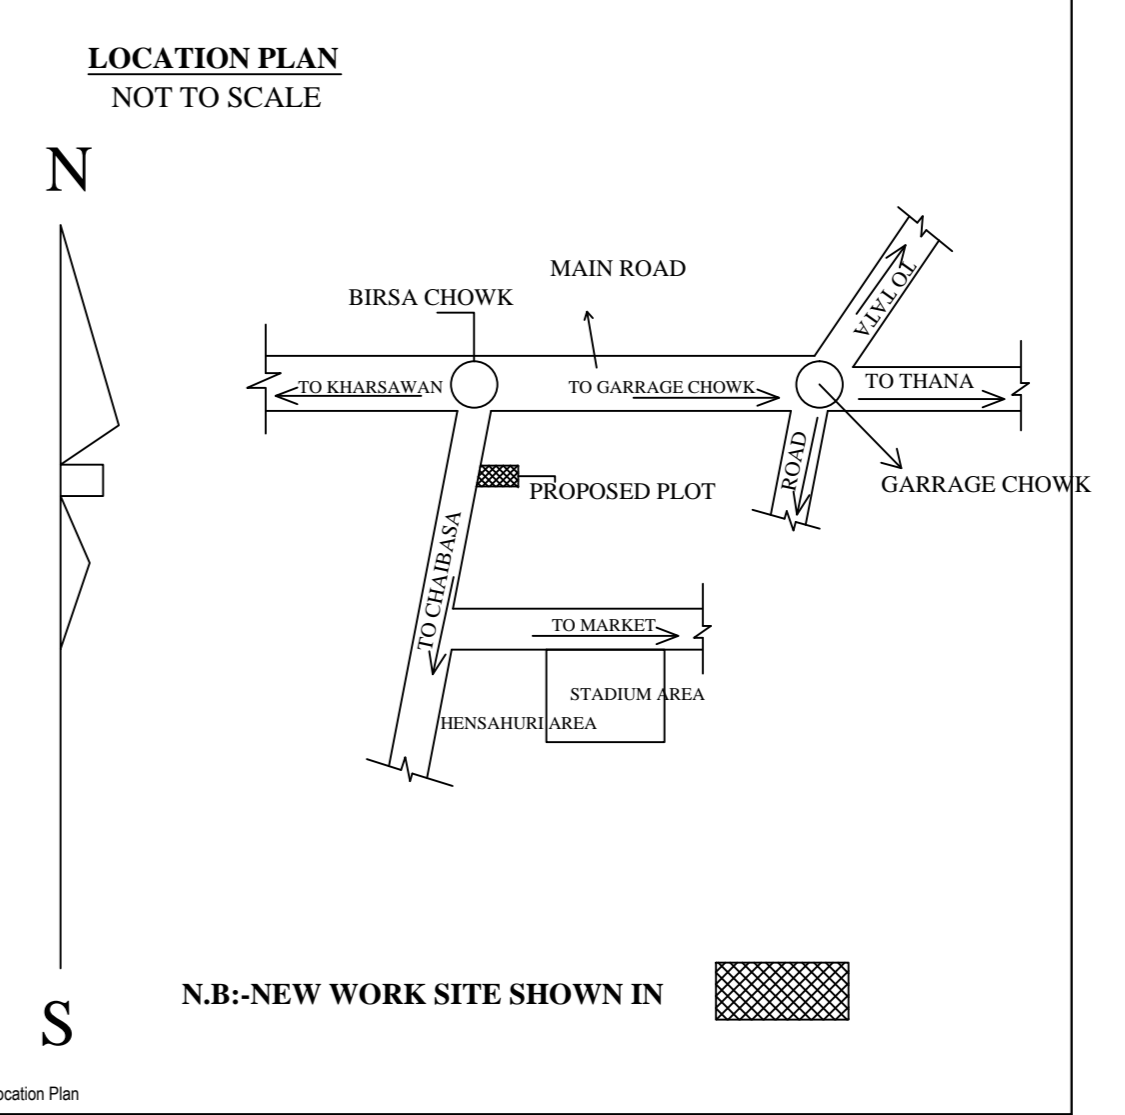 LOCATION PLAN
NOT TO SCALE
N
MAIN ROAD
BIRSA CHOWK
TO TATA
TO KHARSAWAN
TO GARRAGE CHOWK
TO THANA
ROAD
GARRAGE CHOWK
PROPOSED PLOT
TO CHAIBASA
TO MARKET
STADIUM AREA
HENSAHURI AREA
N.B:-NEW WORK SITE SHOWN IN
S
ocation Plan